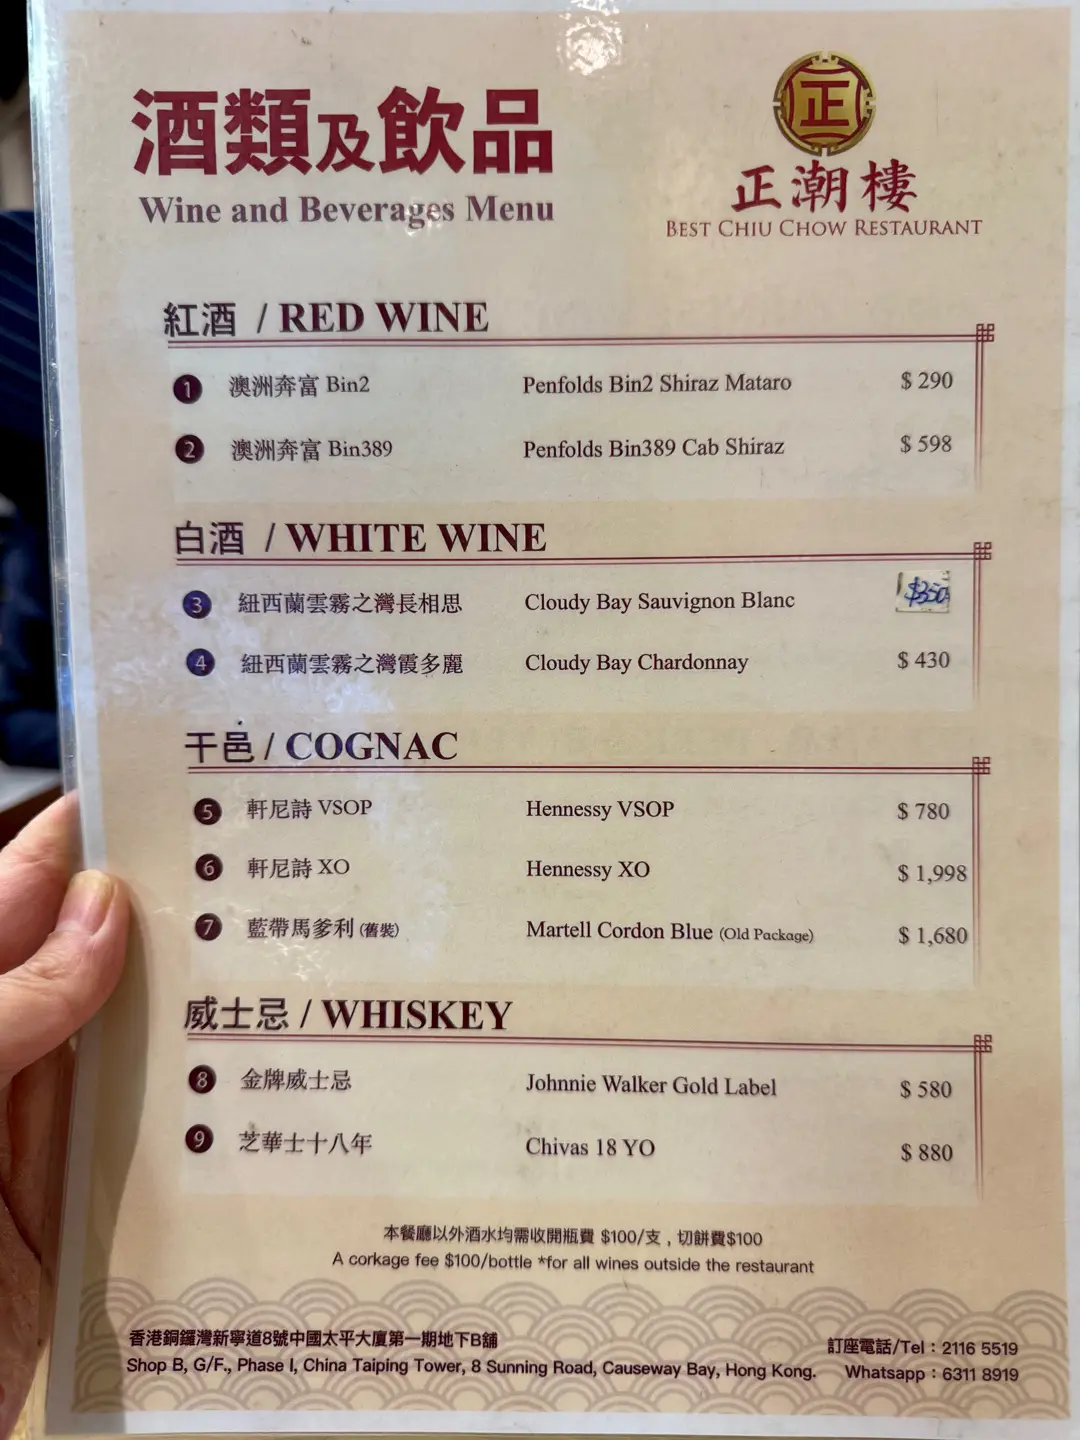 酒類及飲品
Wine and Beverages Menu
正
正潮樓
BEST CHIU CHOW RESTAURANT
紅酒 / RED WINE
1 澳洲奔富 Bin2 Penfolds Bin2 Shiraz Mataro $ 290
2 澳洲奔富 Bin389 Penfolds Bin389 Cab Shiraz $ 598
白酒 / WHITE WINE
3 紐西蘭雲霧之灣長相思 Cloudy Bay Sauvignon Blanc $350
4 紐西蘭雲霧之灣霞多麗 Cloudy Bay Chardonnay $ 430
干邑 / COGNAC
5 軒尼詩 VSOP Hennessy VSOP $ 780
6 軒尼詩 XO Hennessy XO $ 1,998
7 藍帶馬爹利 (舊裝) Martell Cordon Blue (Old Package) $ 1,680
威士忌 / WHISKEY
8 金牌威士忌 Johnnie Walker Gold Label $ 580
9 芝華士十八年 Chivas 18 YO $ 880
本餐廳以外酒水均需收開瓶費 $100/支 , 切餅費$100
A corkage fee $100/bottle *for all wines outside the restaurant
香港銅鑼灣新寧道8號中國太平大廈第一期地下B舖
訂座電話/Tel : 2116 5519
Shop B, G/F., Phase I, China Taiping Tower, 8 Sunning Road, Causeway Bay, Hong Kong.
Whatsapp : 6311 8919